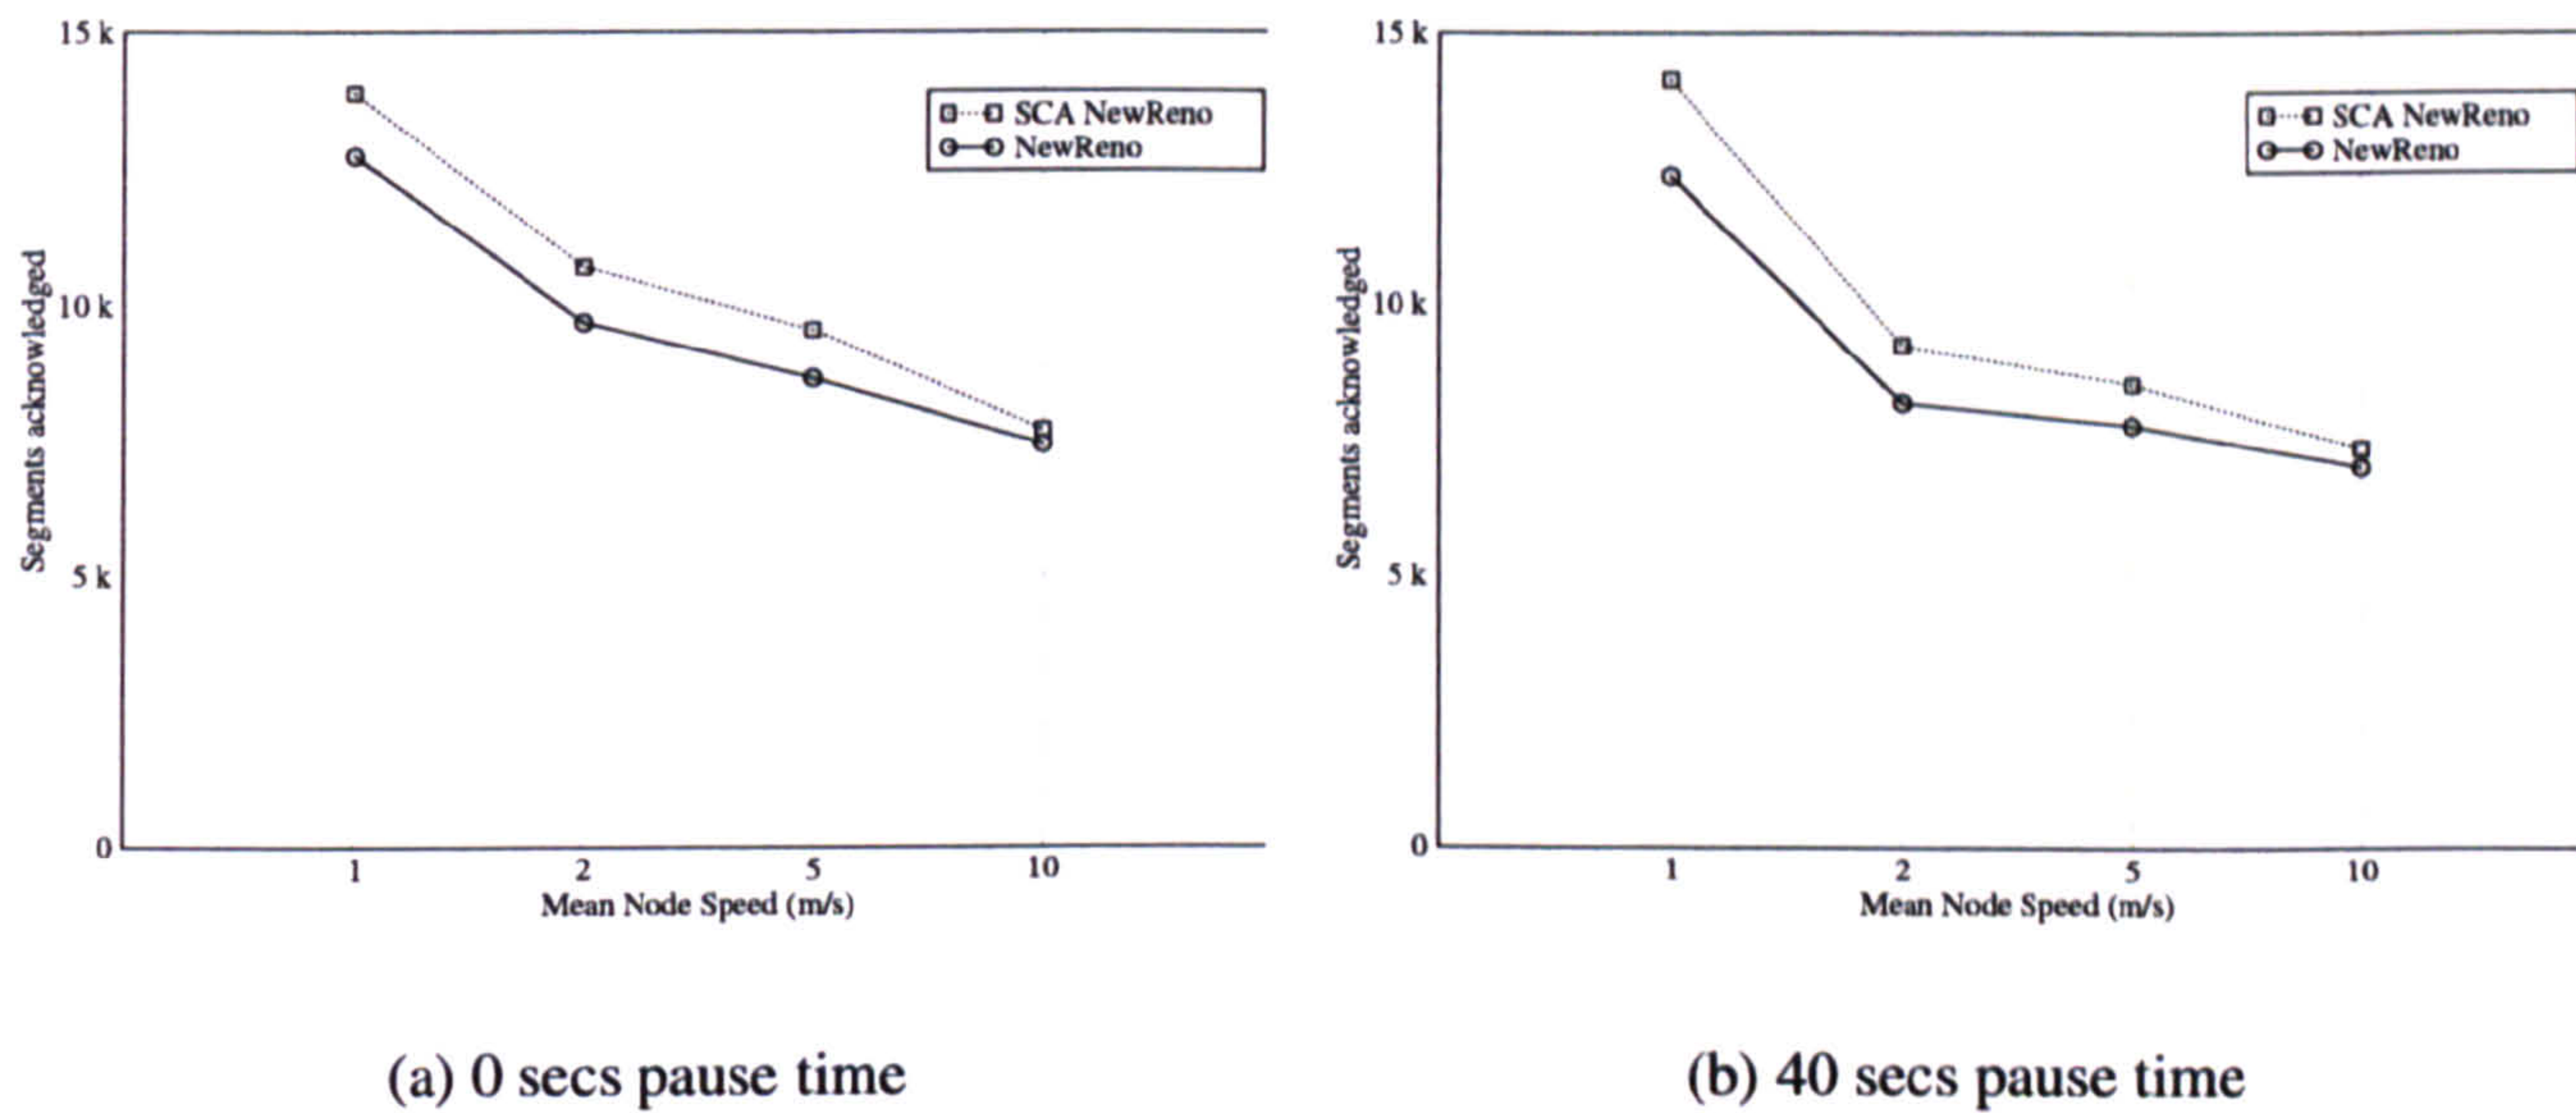 15 k
10 k
5 k
0
Segments acknowledged
SCA NewReno
NewReno
1 2 5 10
Mean Node Speed (m/s)
(a) 0 secs pause time
15 k
10 k
5 k
0
Segments acknowledged
SCA NewReno
NewReno
1 2 5 10
Mean Node Speed (m/s)
(b) 40 secs pause time